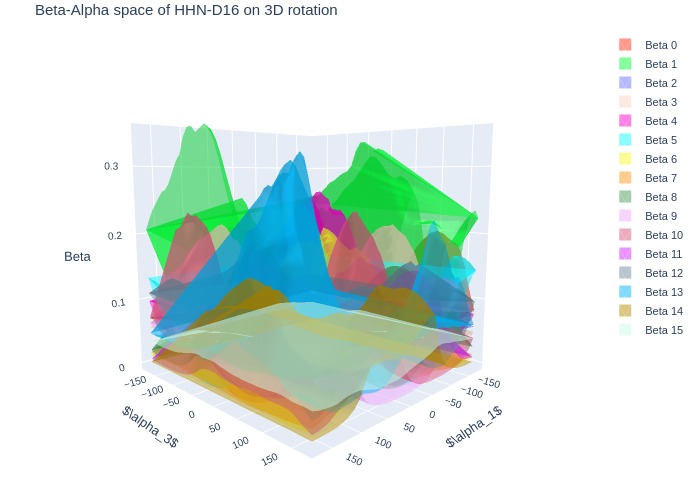 Beta-Alpha space of HHN-D16 on 3D rotation
Beta 0
Beta 1
Beta 2
Beta 3
Beta 4
Beta 5
Beta 6
Beta 7
Beta 8
Beta 9
Beta 10
Beta 11
Beta 12
Beta 13
Beta 14
Beta 15
Beta
0.3
0.2
0.1
0
−150
−100
−50
0
50
100
150
$\alpha_3$
−150
−100
−50
0
50
100
150
$\alpha_1$